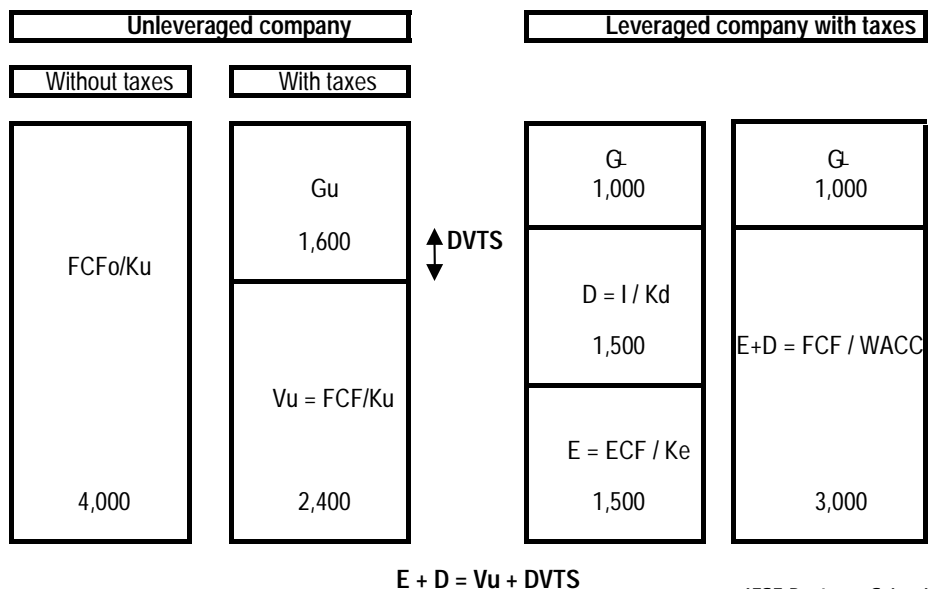 Unleveraged company
Leveraged company with taxes
Without taxes
With taxes
FCFo/Ku
4,000
Gu
1,600
Vu = FCF/Ku
2,400
DVTS
GL
1,000
D = I / Kd
1,500
E = ECF / Ke
1,500
GL
1,000
E+D = FCF / WACC
3,000
E + D = Vu + DVTS